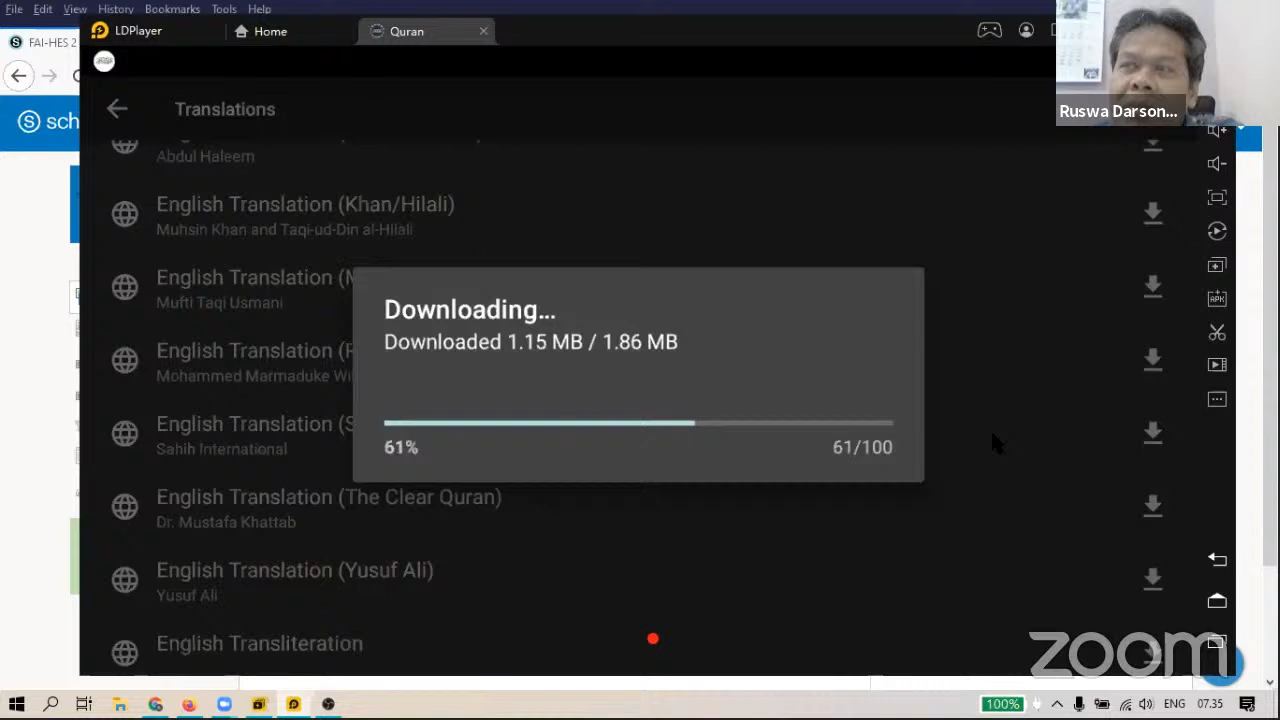 File Edit View History Bookmarks Tools Help
FAI-HES 2
LDPlayer
Home
Quran
sch
Ruswa Darson...
Translations
Abdul Haleem
English Translation (Khan/Hilali)
Muhsin Khan and Taqi-ud-Din al-Hilali
English Translation (M
Mufti Taqi Usmani
English Translation (
Mohammed Marmaduke Wi
English Translation (S
Sahih International
English Translation (The Clear Quran)
Dr. Mustafa Khattab
English Translation (Yusuf Ali)
Yusuf Ali
English Transliteration
Downloading...
Downloaded 1.15 MB / 1.86 MB
61%
61/100
APK
zoom
100%
ENG
07.35